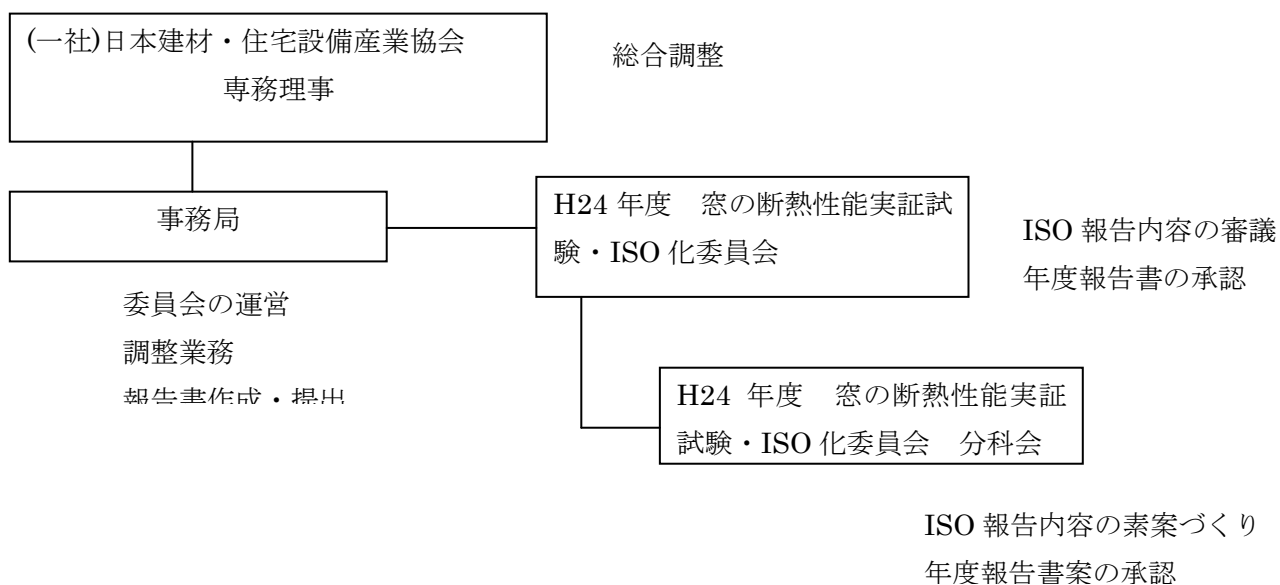 (一社)日本建材・住宅設備産業協会
専務理事
総合調整
事務局
H24 年度　窓の断熱性能実証試
験・ISO 化委員会
ISO 報告内容の審議
年度報告書の承認
委員会の運営
調整業務
報告書作成・提出
H24 年度　窓の断熱性能実証
試験・ISO 化委員会　分科会
ISO 報告内容の素案づくり
年度報告書案の承認